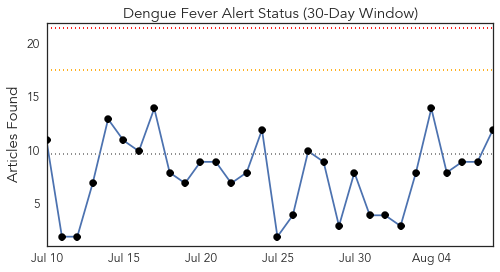 Dengue Fever Alert Status (30-Day Window)
Articles Found
20
15
10
5
Jul 10 Jul 15 Jul 20 Jul 25 Jul 30 Aug 04